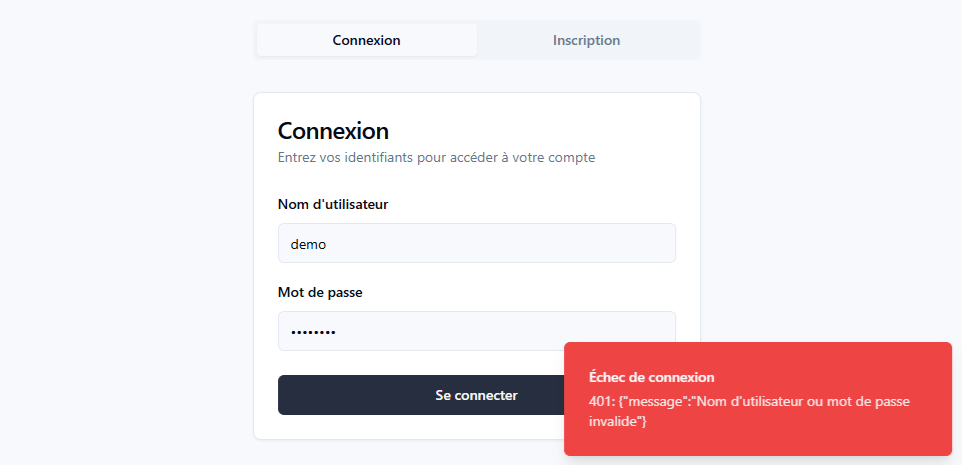 Connexion
Inscription
Connexion
Entrez vos identifiants pour accéder à votre compte
Nom d'utilisateur
demo
Mot de passe
••••••••
Se connecter
Échec de connexion
401: {"message":"Nom d'utilisateur ou mot de passe
invalide"}